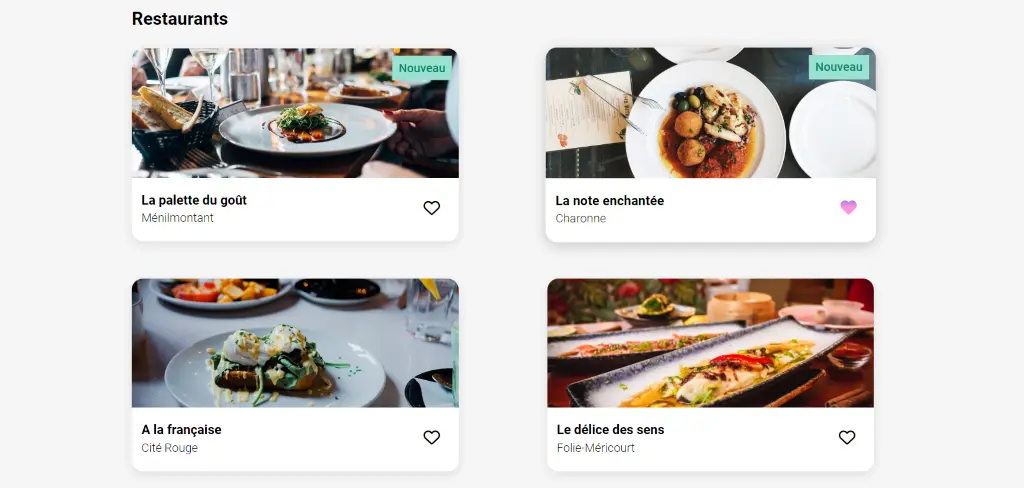 Restaurants
Nouveau
Nouveau
La palette du goût
Ménilmontant
La note enchantée
Charonne
A la française
Cité Rouge
Le délice des sens
Folie-Méricourt